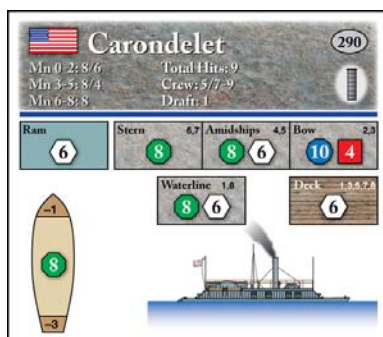 Carondelet
290
Mn 0-2: 8/6
Total Hits: 9
Mn 3-5: 8/4
Crew: 5/7-9
Mn 6-8: 8
Draft: 1
Ram
6
Stern 6,7
8
Amidships 4,5
8 6
Bow 2,3
10 4
Waterline 1,8
8 6
Deck 1,3,5,7,8
6
-1
8
-3